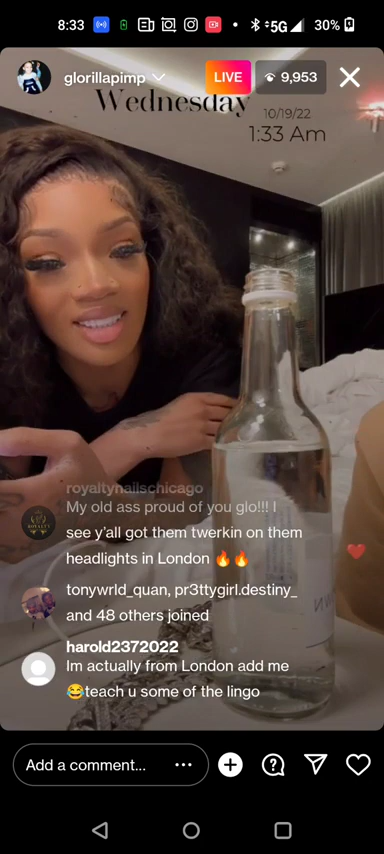 8:33 5G 30%
glorillapimp LIVE 9,953
Wednesday
10/19/22
1:33 Am
royaltynailschicago
My old ass proud of you glo!!! I
see y'all got them twerkin on them
headlights in London 🔥🔥
tonywrld_quan, pr3ttygirl.destiny_
and 48 others joined
harold2372022
Im actually from London add me
😂teach u some of the lingo
Add a comment...